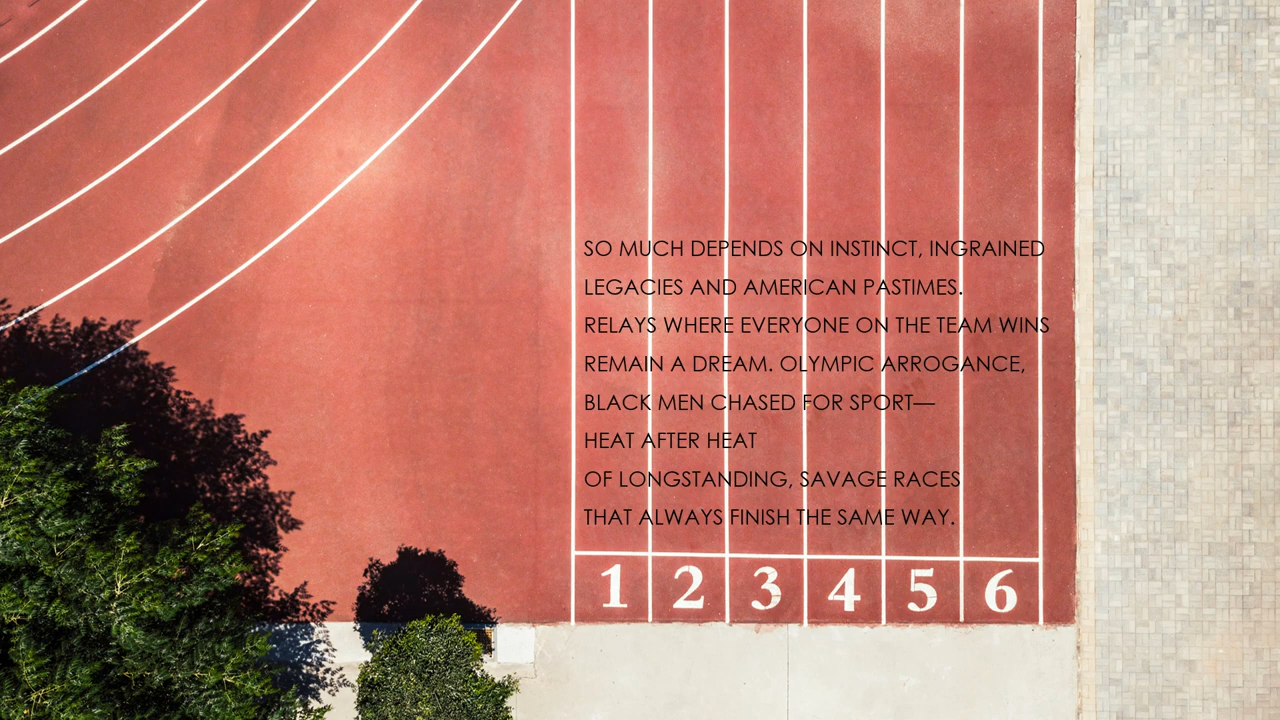 SO MUCH DEPENDS ON INSTINCT, INGRAINED
LEGACIES AND AMERICAN PASTIMES.
RELAYS WHERE EVERYONE ON THE TEAM WINS
REMAIN A DREAM. OLYMPIC ARROGANCE,
BLACK MEN CHASED FOR SPORT—
HEAT AFTER HEAT
OF LONGSTANDING, SAVAGE RACES
THAT ALWAYS FINISH THE SAME WAY.
1 2 3 4 5 6